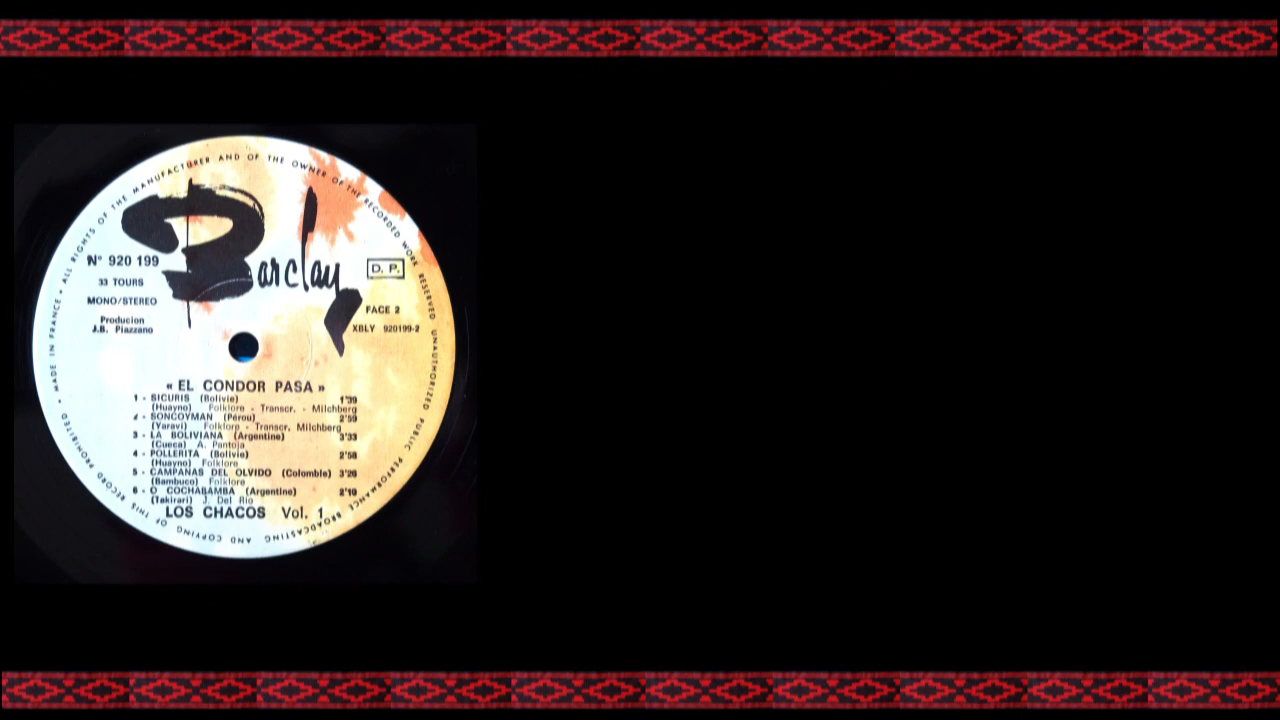 MADE IN FRANCE • ALL RIGHTS OF THE MANUFACTURER AND OF THE OWNER OF THE RECORDED WORK RESERVED UNAUTHORIZED PUBLIC PERFORMANCE BROADCASTING AND COPYING OF THIS RECORD PROHIBITED •
Barclay
N° 920 199
D. P.
33 TOURS
MONO/STEREO
FACE 2
Producion
XBLY 920199-2
J.B. Piazzano
« EL CONDOR PASA »
1 - SICURIS (Bolivie) 1'39
(Huayno) Folklore - Transcr. - Milchberg
2 - SONCOYMAN (Pérou) 2'59
(Yaravi) Folklore - Transcr. Milchberg
3 - LA BOLIVIANA (Argentine) 3'33
(Cueca) A. Pantoja
4 - POLLERITA (Bolivie) 2'58
(Huayno) Folklore
5 - CAMPANAS DEL OLVIDO (Colombie) 3'26
(Bambuco) Folklore
6 - O COCHABAMBA (Argentine) 2'19
(Takirari) J. Del Rio
LOS CHACOS Vol. 1